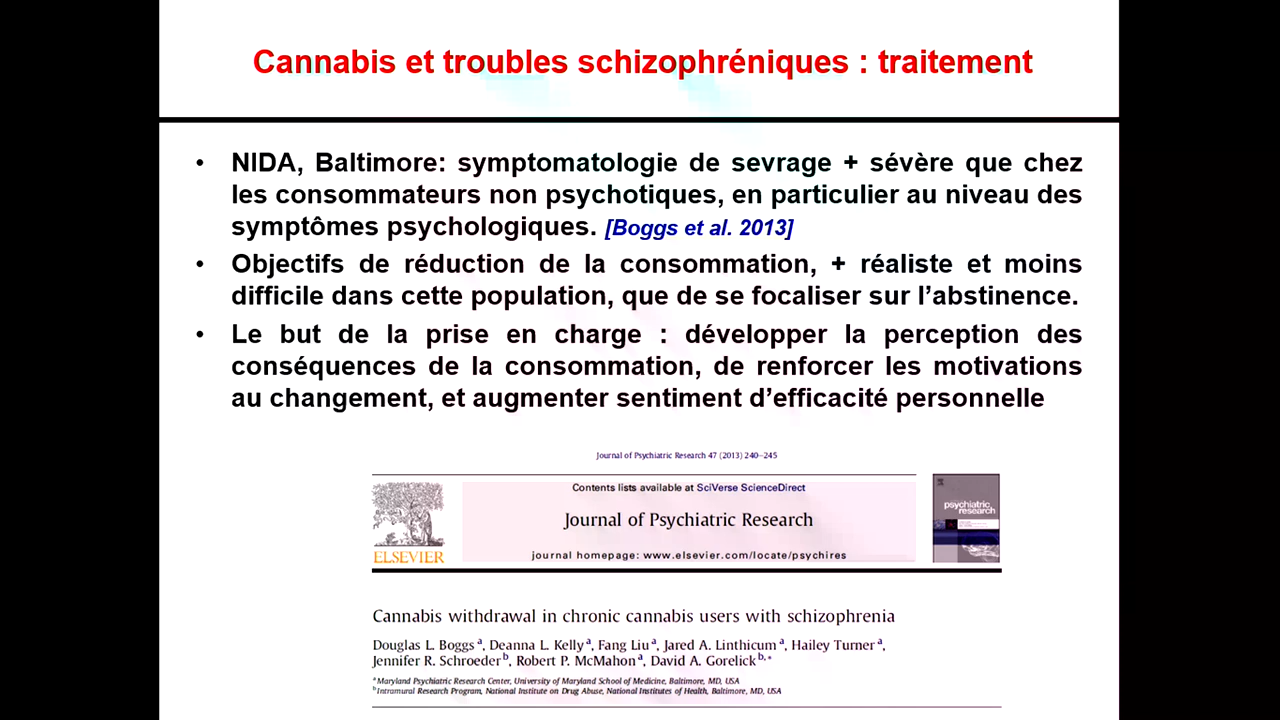 Cannabis et troubles schizophréniques : traitement
• NIDA, Baltimore: symptomatologie de sevrage + sévère que chez
les consommateurs non psychotiques, en particulier au niveau des
symptômes psychologiques. [Boggs et al. 2013]
• Objectifs de réduction de la consommation, + réaliste et moins
difficile dans cette population, que de se focaliser sur l’abstinence.
• Le but de la prise en charge : développer la perception des
conséquences de la consommation, de renforcer les motivations
au changement, et augmenter sentiment d’efficacité personnelle
Journal of Psychiatric Research 47 (2013) 240–245
Contents lists available at SciVerse ScienceDirect
Journal of Psychiatric Research
journal homepage: www.elsevier.com/locate/psychires
ELSEVIER
psychiatric
research
Cannabis withdrawal in chronic cannabis users with schizophrenia
Douglas L. Boggs a, Deanna L. Kelly a, Fang Liu a, Jared A. Linthicum a, Hailey Turner a,
Jennifer R. Schroeder b, Robert P. McMahon a, David A. Gorelick b,*
a Maryland Psychiatric Research Center, University of Maryland School of Medicine, Baltimore, MD, USA
b Intramural Research Program, National Institute on Drug Abuse, National Institutes of Health, Baltimore, MD, USA